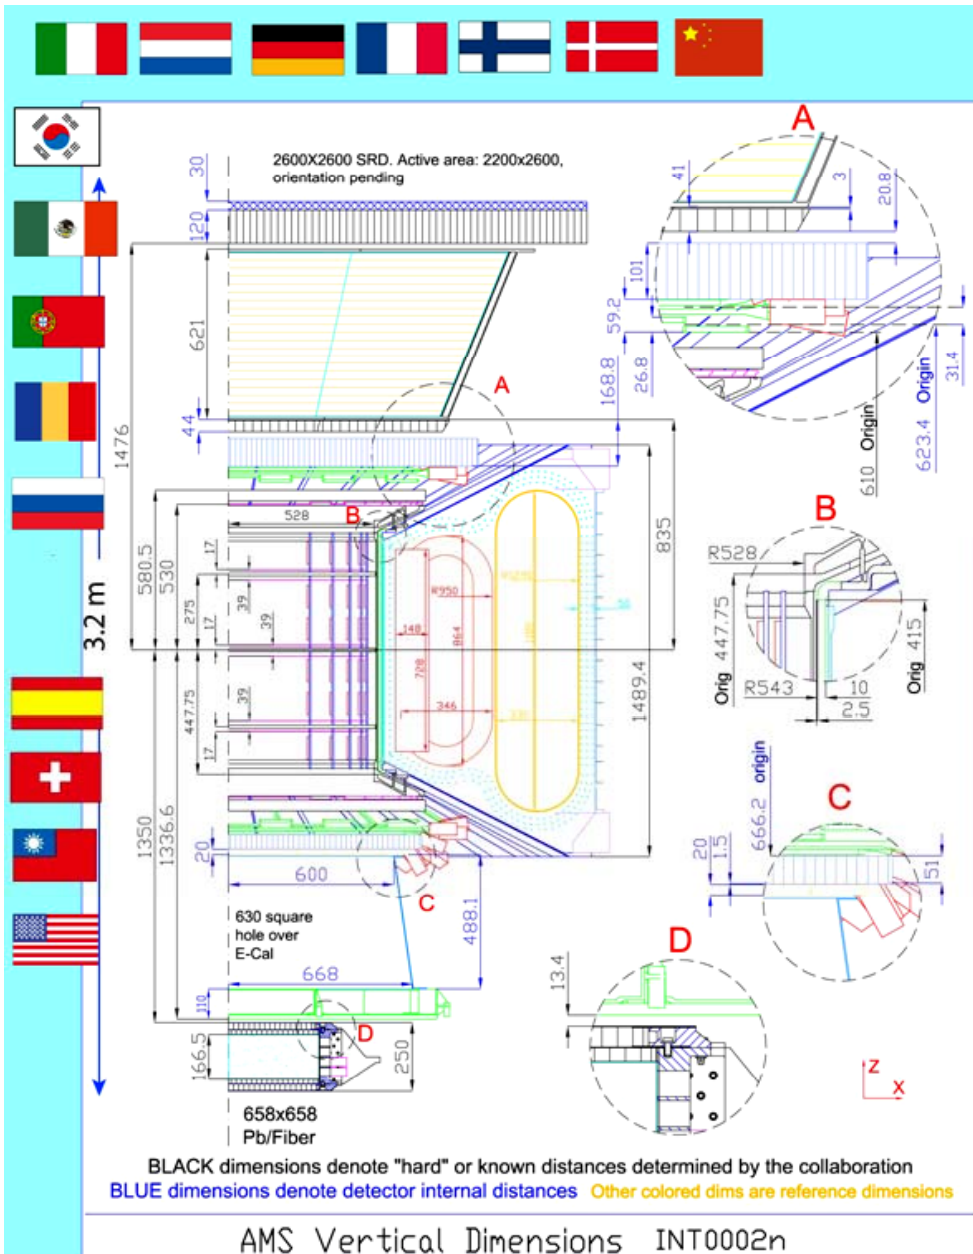 2600X2600 SRD. Active area: 2200x2600,
orientation pending
30
120
1476
621
44
A
168.8
528
B
580.5
530
275
17
39
17
39
447.75
39
17
R950
148
864
728
346
835
1489.4
3.2 m
1350
1336.6
20
600
C
488.1
630 square
hole over
E-Cal
668
110
D
166.5
250
658x658
Pb/Fiber
A
41
3
20.8
101
59.2
26.8
610 Origin
623.4 Origin
31.4
B
R528
Orig 447.75
Orig 415
R543
10
2.5
C
666.2 origin
20
1.5
51
D
13.4
z
x
BLACK dimensions denote "hard" or known distances determined by the collaboration
BLUE dimensions denote detector internal distances Other colored dims are reference dimensions
AMS Vertical Dimensions INT0002n